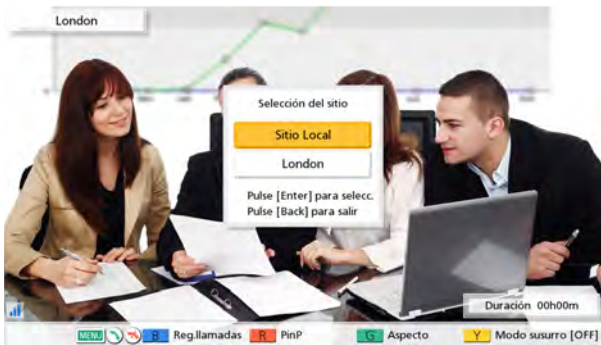 London
Selección del sitio
Sitio Local
London
Pulse [Enter] para selecc.
Pulse [Back] para salir
Duración 00h00m
MENU B Reg.llamadas R PinP G Aspecto Y Modo susurro [OFF]